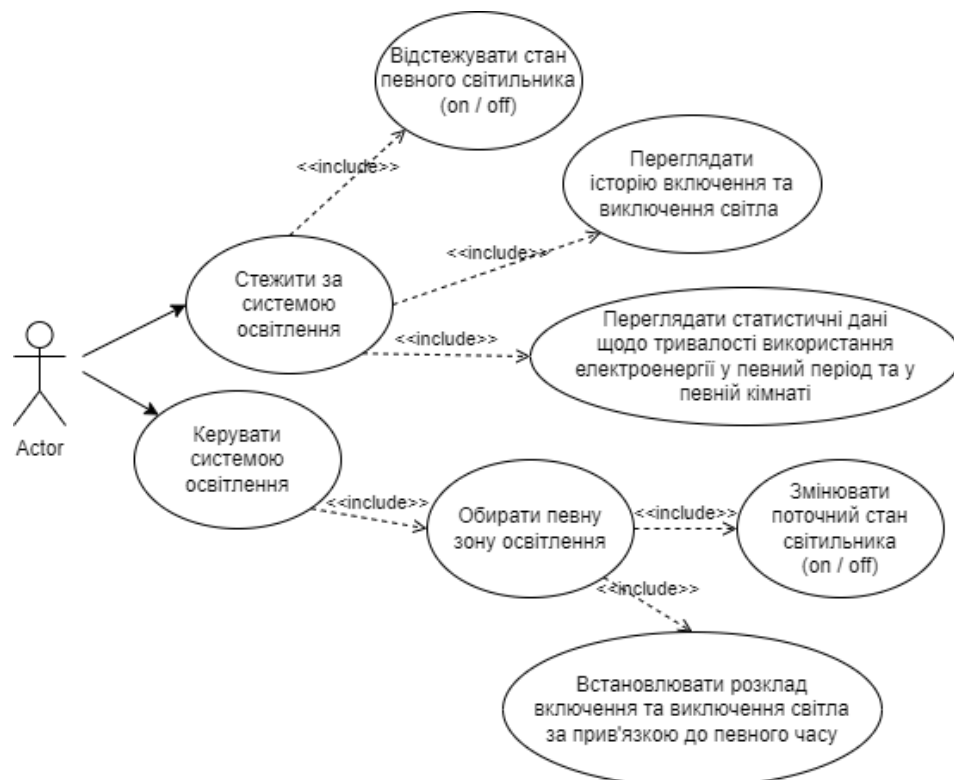 Відстежувати стан
певного світильника
(on / off)
<<include>>
Переглядати
історію включення та
виключення світла
<<include>>
Стежити за
системою
освітлення
<<include>>
Переглядати статистичні дані
щодо тривалості використання
електроенергії у певний період та у
певній кімнаті
Actor
Керувати
системою
освітлення
<<include>>
Обирати певну
зону освітлення
<<include>>
Змінювати
поточний стан
світильника
(on / off)
<<include>>
Встановлювати розклад
включення та виключення світла
за прив'язкою до певного часу